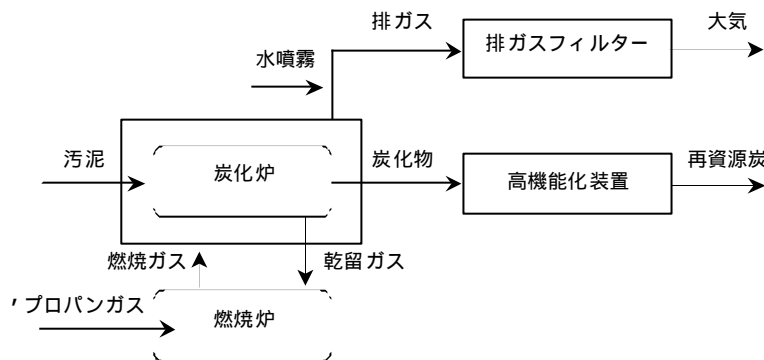 排ガス
大気
排ガスフィルター
水噴霧
汚泥
炭化炉
炭化物
高機能化装置
再資源炭
燃焼ガス
乾留ガス
プロパンガス
燃焼炉